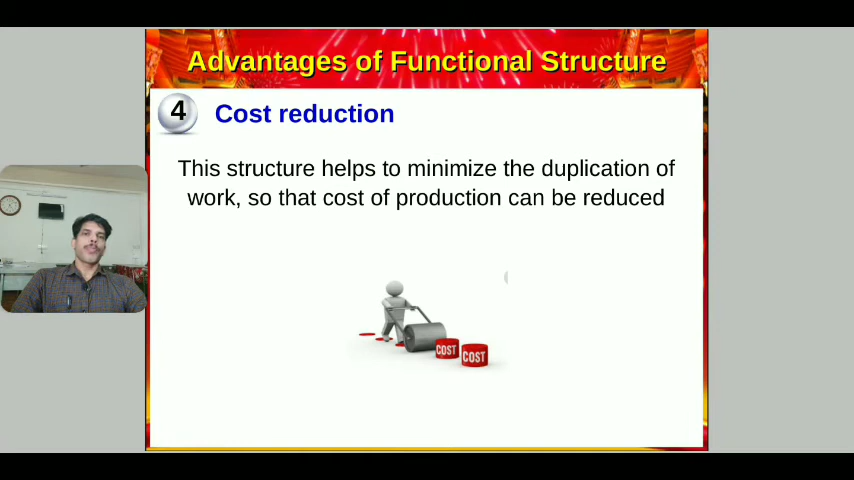 Advantages of Functional Structure
4 Cost reduction
This structure helps to minimize the duplication of
work, so that cost of production can be reduced
COST COST